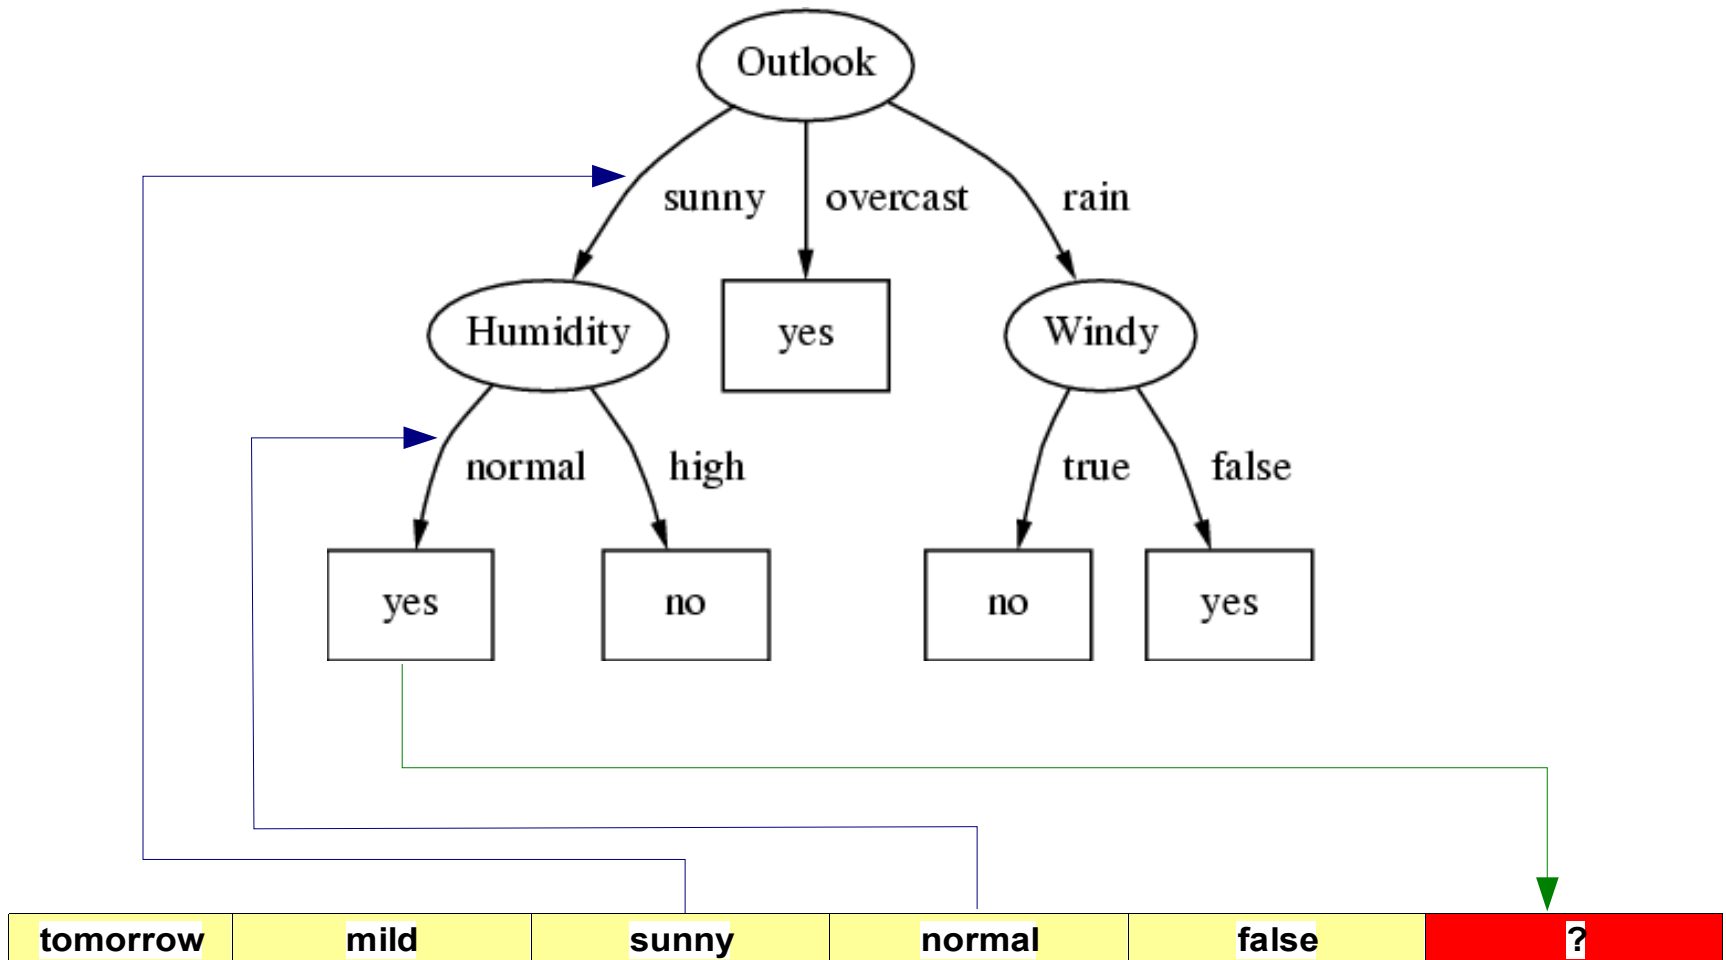 Outlook
sunny overcast rain
Humidity yes Windy
normal high true false
yes no no yes
tomorrow mild sunny normal false ?